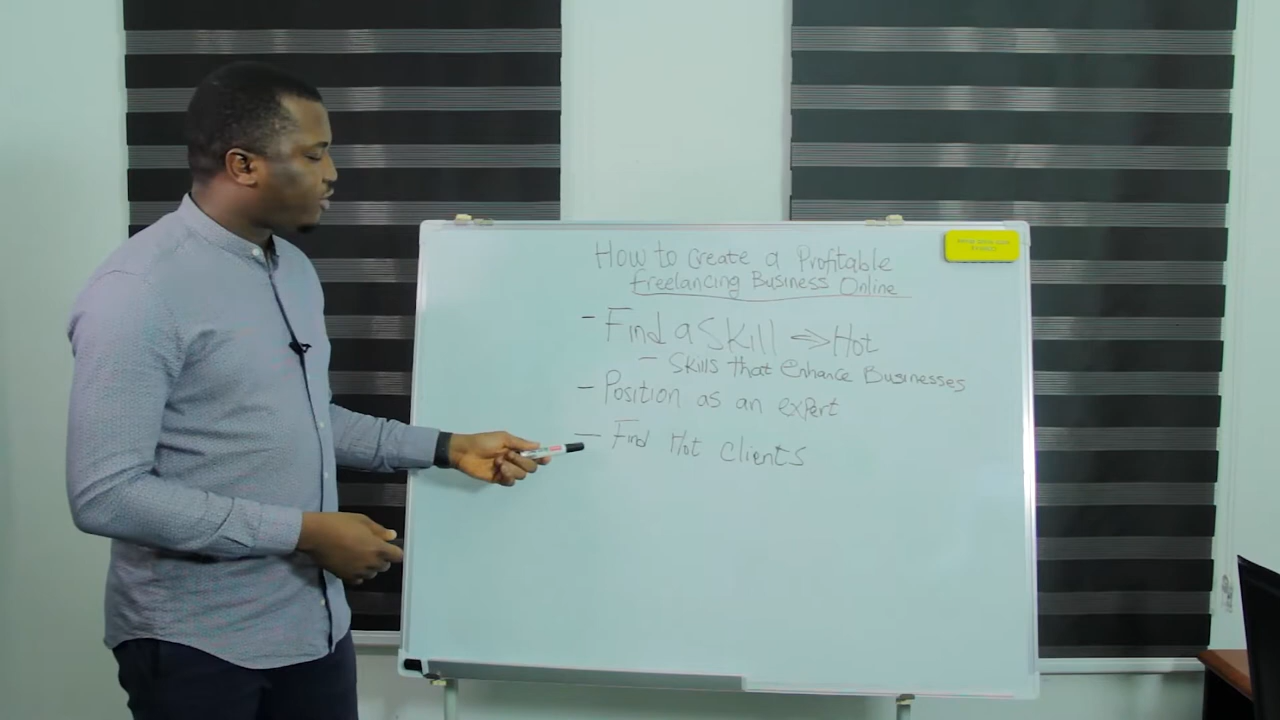 How to create a Profitable
freelancing Business Online
- Find a Skill => Hot
- Skills that enhance Businesses
- Position as an expert
- Find Hot Clients